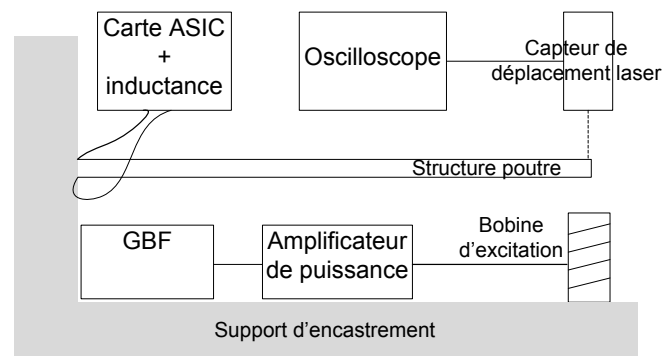 Carte ASIC
+
inductance
Oscilloscope
Capteur de
déplacement laser
Structure poutre
GBF
Amplificateur
de puissance
Bobine
d'excitation
Support d'encastrement